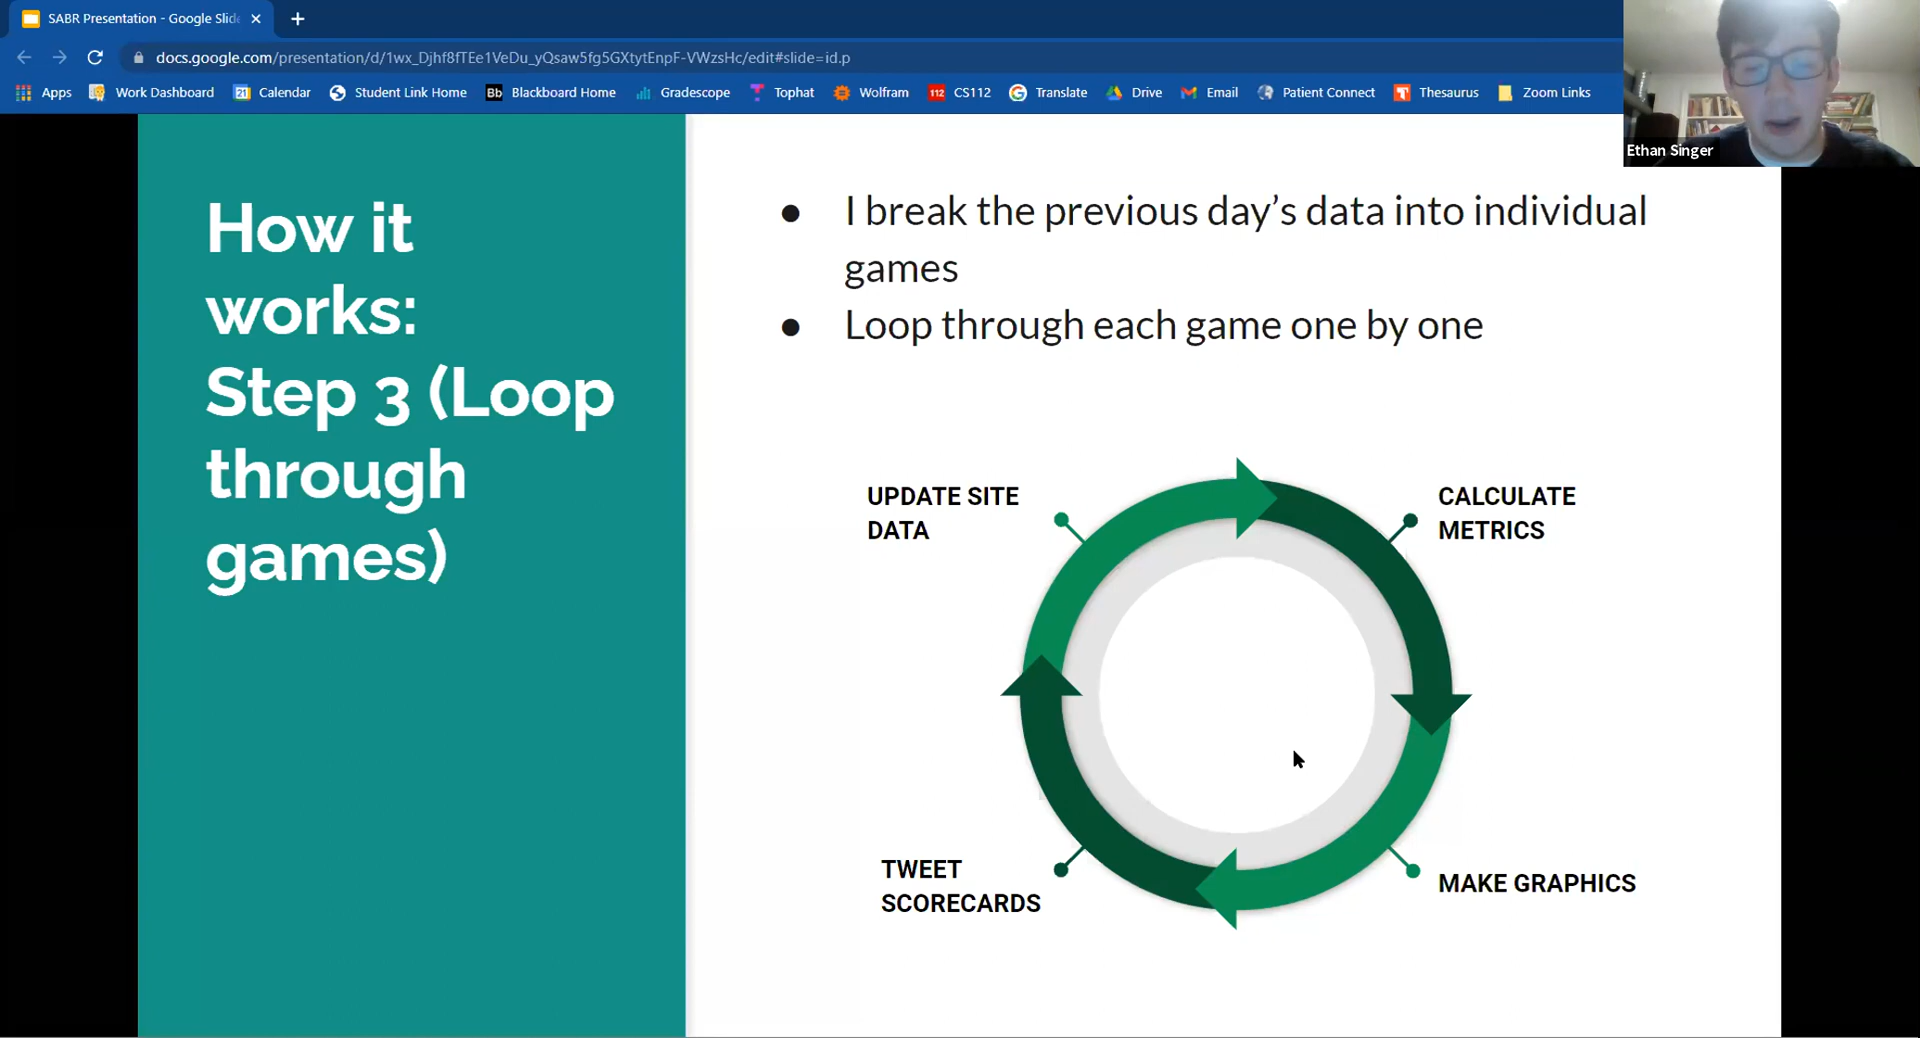 SABR Presentation - Google Slid
docs.google.com/presentation/d/1wx_Djhf8fTEe1VeDu_yQsaw5fg5GXtytEnpF-VWzsHc/edit#slide=id.p
Apps Work Dashboard 21 Calendar Student Link Home Bb Blackboard Home Gradescope Tophat Wolfram 112 CS112 Translate Drive Email Patient Connect Thesaurus Zoom Links
Ethan Singer
How it
works:
Step 3 (Loop
through
games)
● I break the previous day’s data into individual
games
● Loop through each game one by one
UPDATE SITE
DATA
CALCULATE
METRICS
TWEET
SCORECARDS
MAKE GRAPHICS